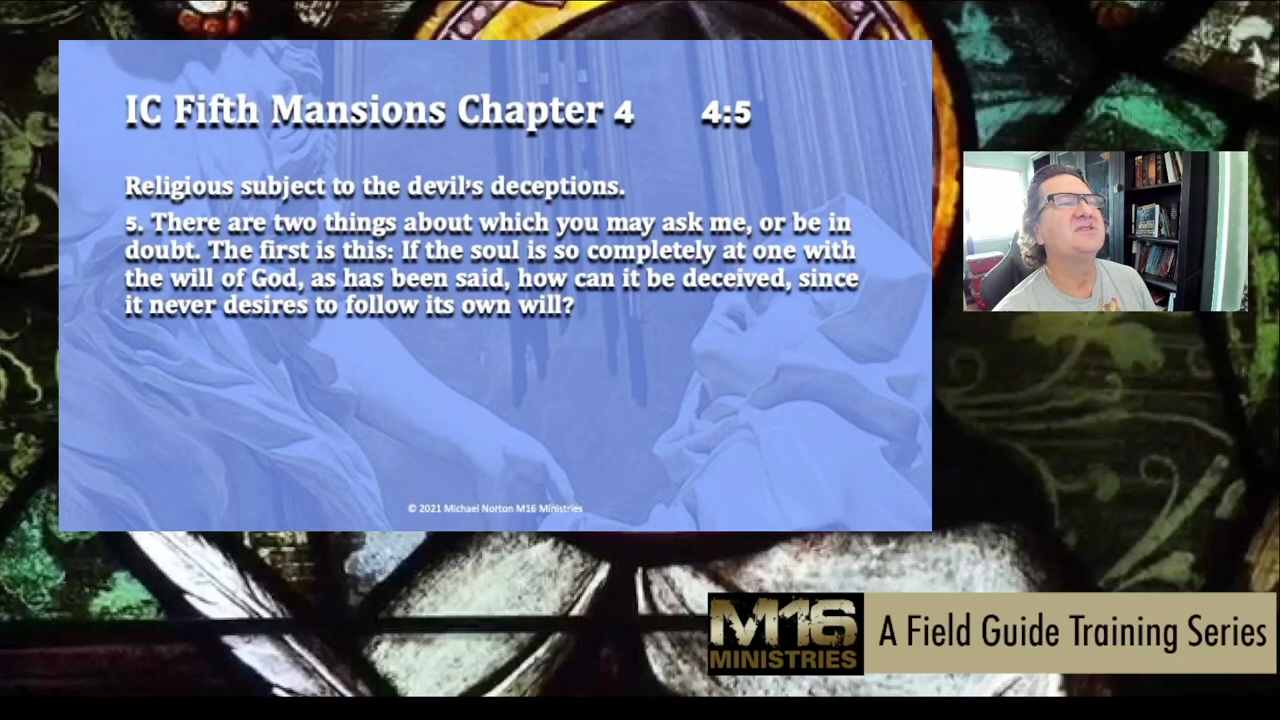 IC Fifth Mansions Chapter 4 4:5
Religious subject to the devil's deceptions.
5. There are two things about which you may ask me, or be in
doubt. The first is this: If the soul is so completely at one with
the will of God, as has been said, how can it be deceived, since
it never desires to follow its own will?
© 2021 Michael Norton M16 Ministries
M16
MINISTRIES
A Field Guide Training Series